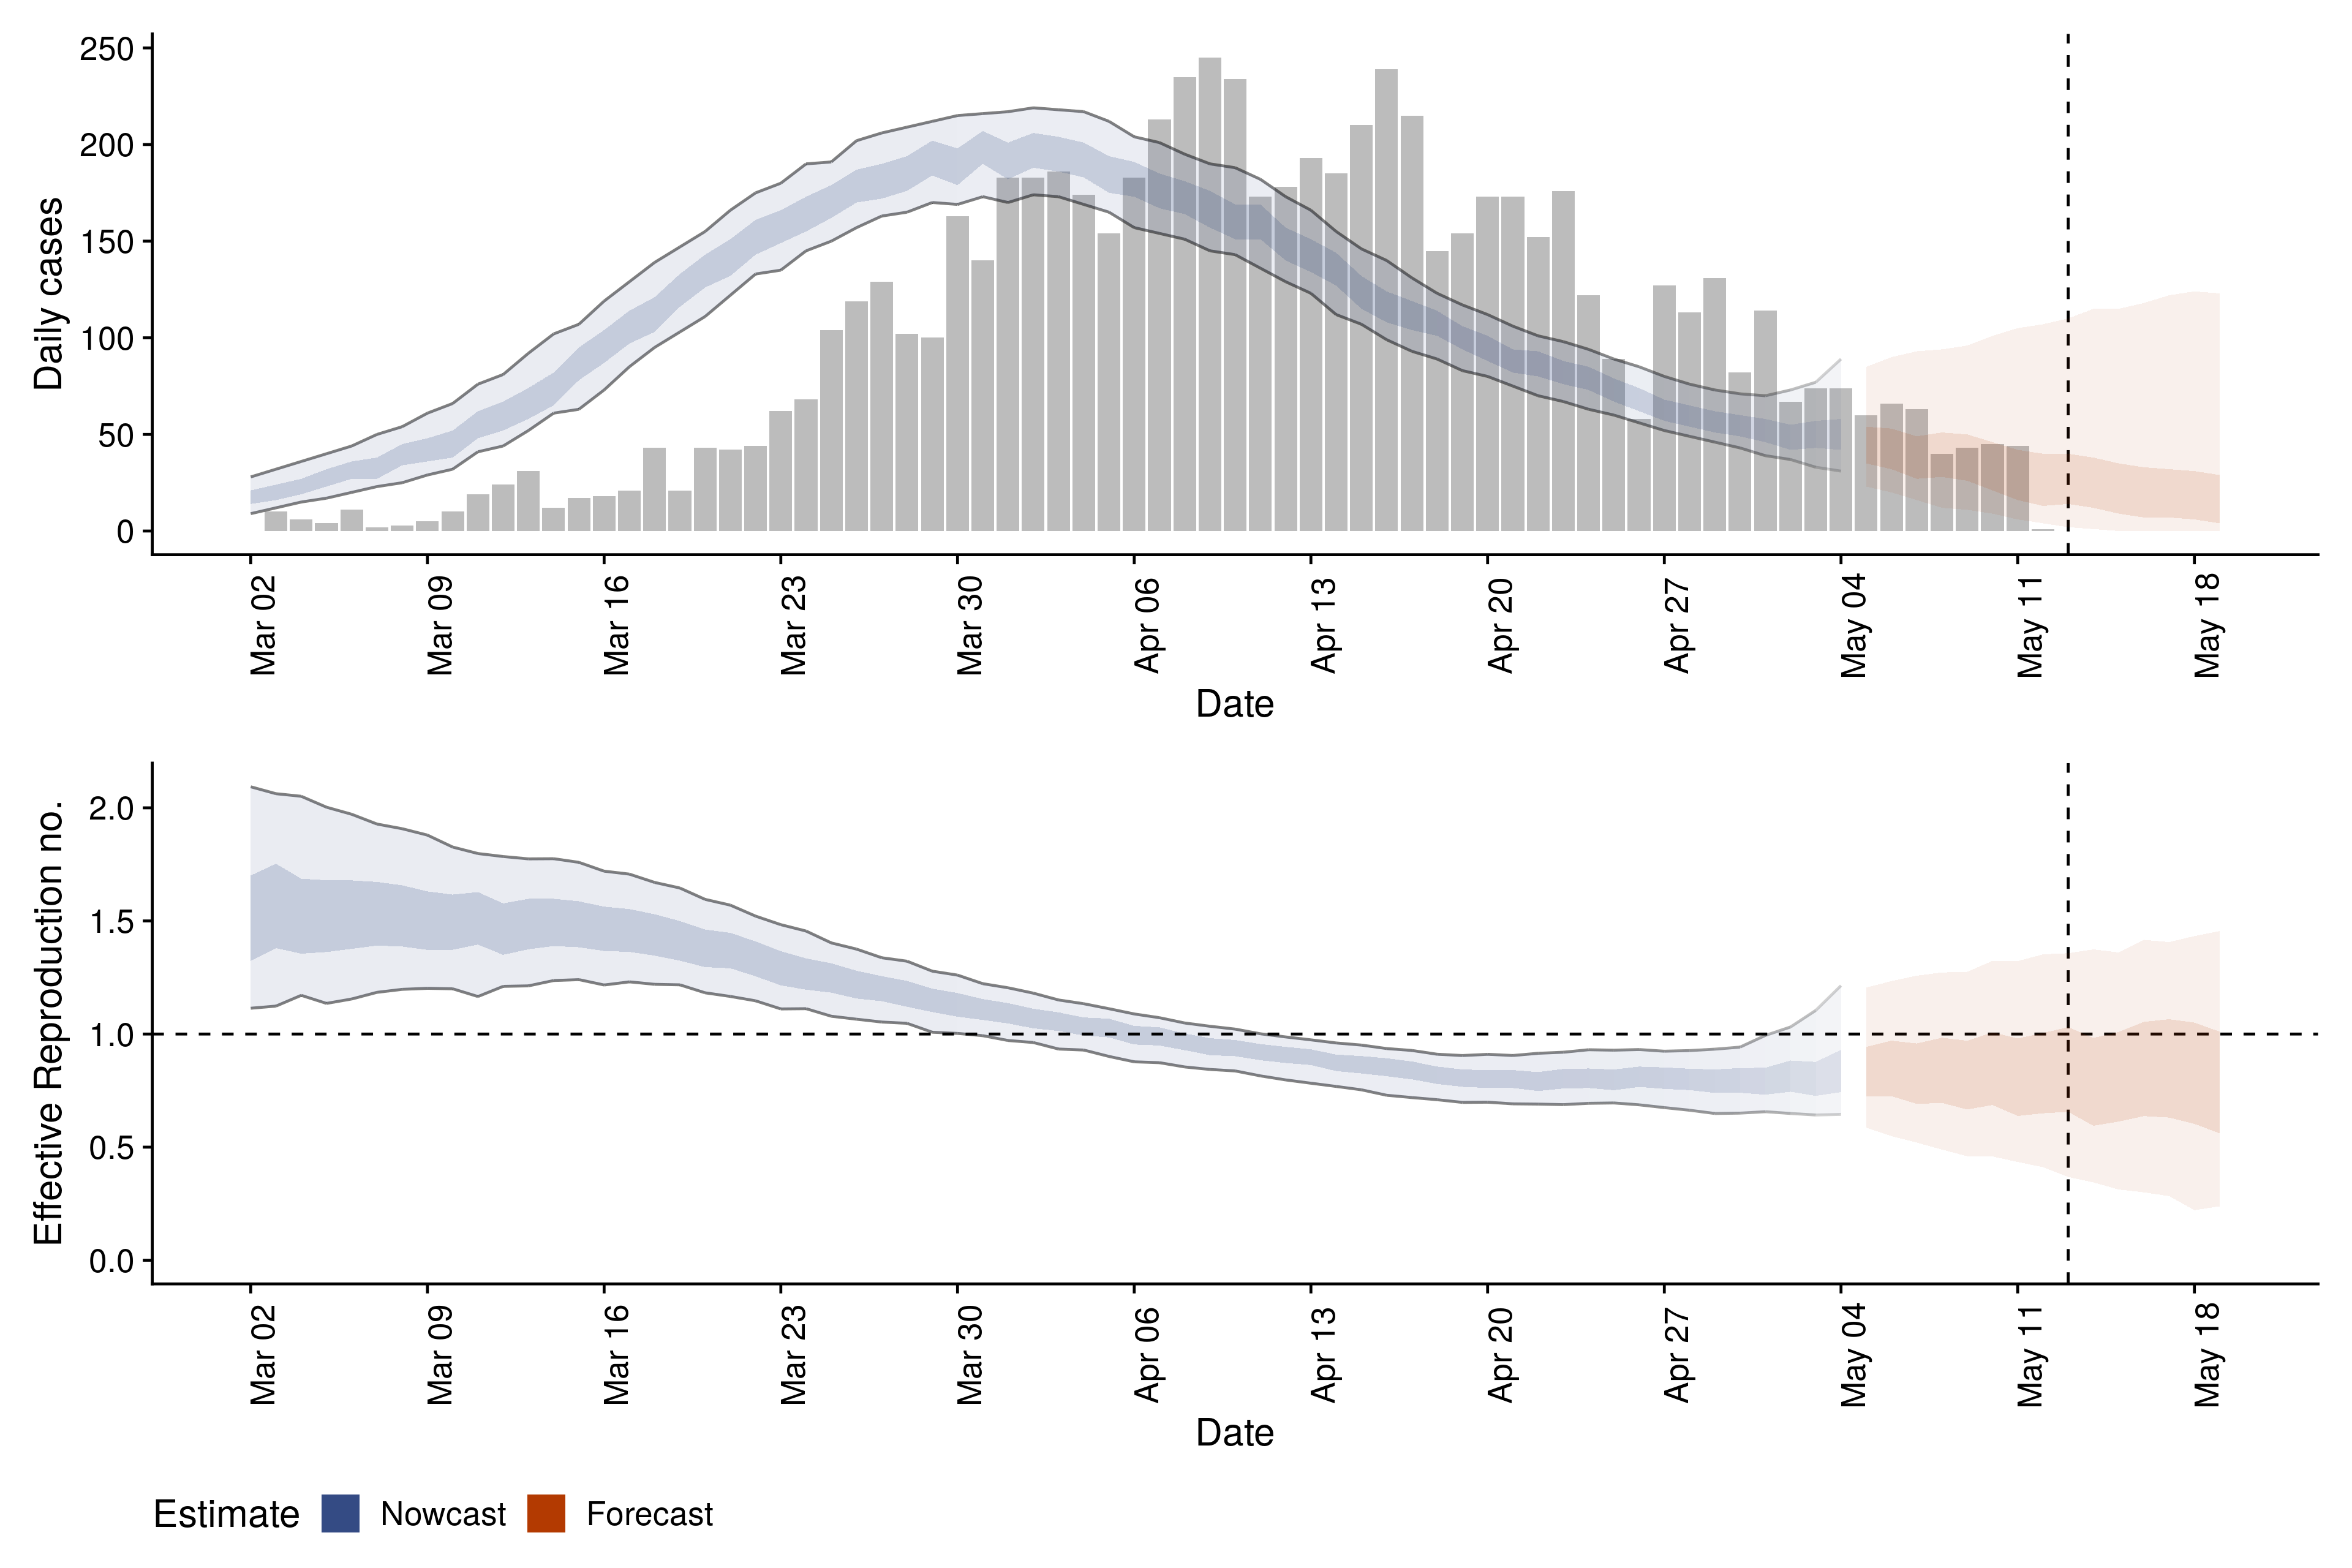 Daily cases
250
200
150
100
50
0
Mar 02
Mar 09
Mar 16
Mar 23
Mar 30
Apr 06
Apr 13
Apr 20
Apr 27
May 04
May 11
May 18
Date
Effective Reproduction no.
2.0
1.5
1.0
0.5
0.0
Mar 02
Mar 09
Mar 16
Mar 23
Mar 30
Apr 06
Apr 13
Apr 20
Apr 27
May 04
May 11
May 18
Date
Estimate Nowcast Forecast